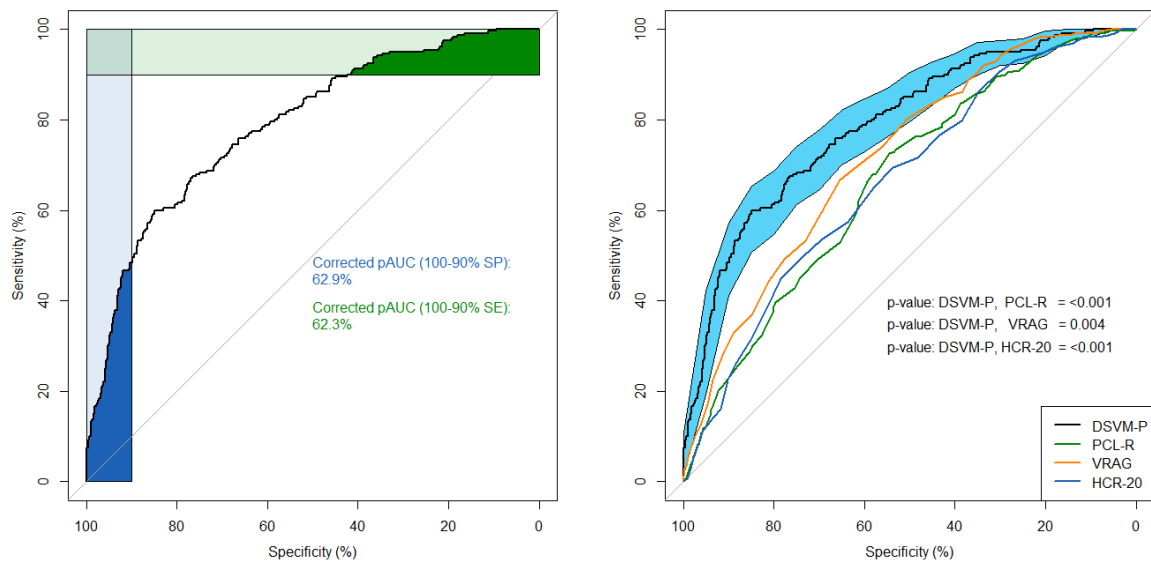 100
80
60
40
20
0
Sensitivity (%)
Corrected pAUC (100-90% SP):
62.9%
Corrected pAUC (100-90% SE):
62.3%
100
80
60
40
20
0
Specificity (%)
100
80
60
40
20
0
Sensitivity (%)
p-value: DSVM-P, PCL-R = <0.001
p-value: DSVM-P, VRAG = 0.004
p-value: DSVM-P, HCR-20 = <0.001
DSVM-P
PCL-R
VRAG
HCR-20
100
80
60
40
20
0
Specificity (%)